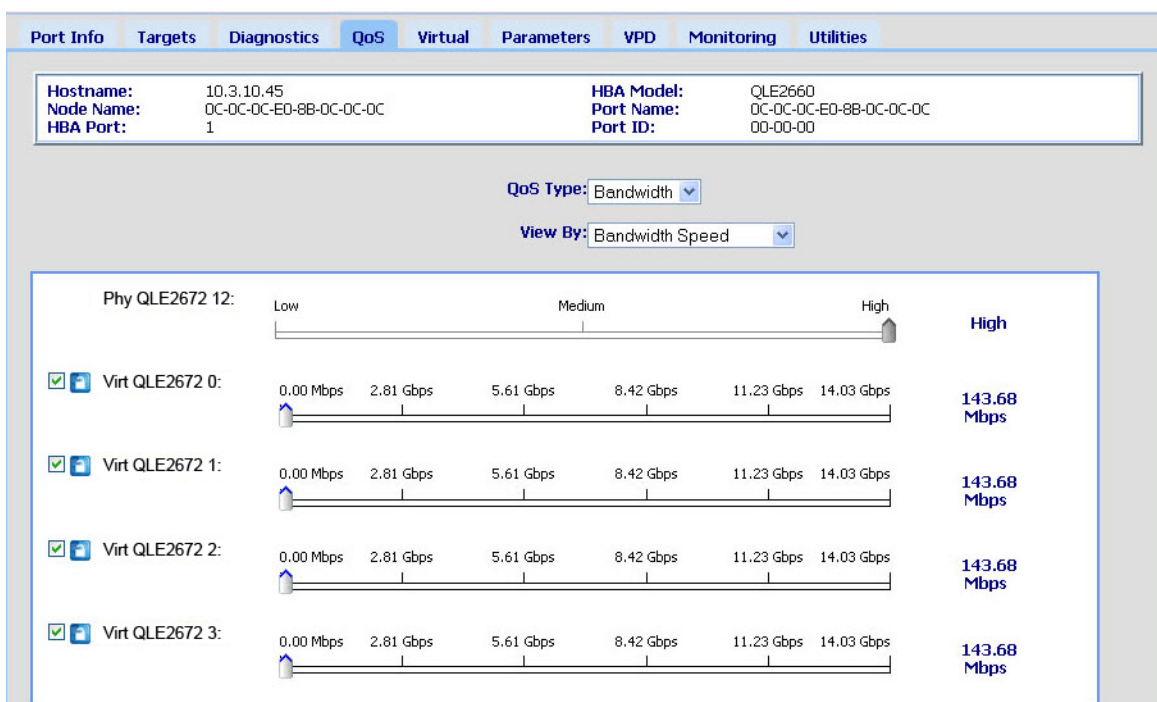 Port Info Targets Diagnostics QoS Virtual Parameters VPD Monitoring Utilities
Hostname: 10.3.10.45 HBA Model: QLE2660
Node Name: 0C-0C-0C-E0-8B-0C-0C-0C Port Name: 0C-0C-0C-E0-8B-0C-0C-0C
HBA Port: 1 Port ID: 00-00-00
QoS Type: Bandwidth
View By: Bandwidth Speed
Phy QLE2672 12: Low Medium High High
Virt QLE2672 0: 0.00 Mbps 2.81 Gbps 5.61 Gbps 8.42 Gbps 11.23 Gbps 14.03 Gbps 143.68
Mbps
Virt QLE2672 1: 0.00 Mbps 2.81 Gbps 5.61 Gbps 8.42 Gbps 11.23 Gbps 14.03 Gbps 143.68
Mbps
Virt QLE2672 2: 0.00 Mbps 2.81 Gbps 5.61 Gbps 8.42 Gbps 11.23 Gbps 14.03 Gbps 143.68
Mbps
Virt QLE2672 3: 0.00 Mbps 2.81 Gbps 5.61 Gbps 8.42 Gbps 11.23 Gbps 14.03 Gbps 143.68
Mbps